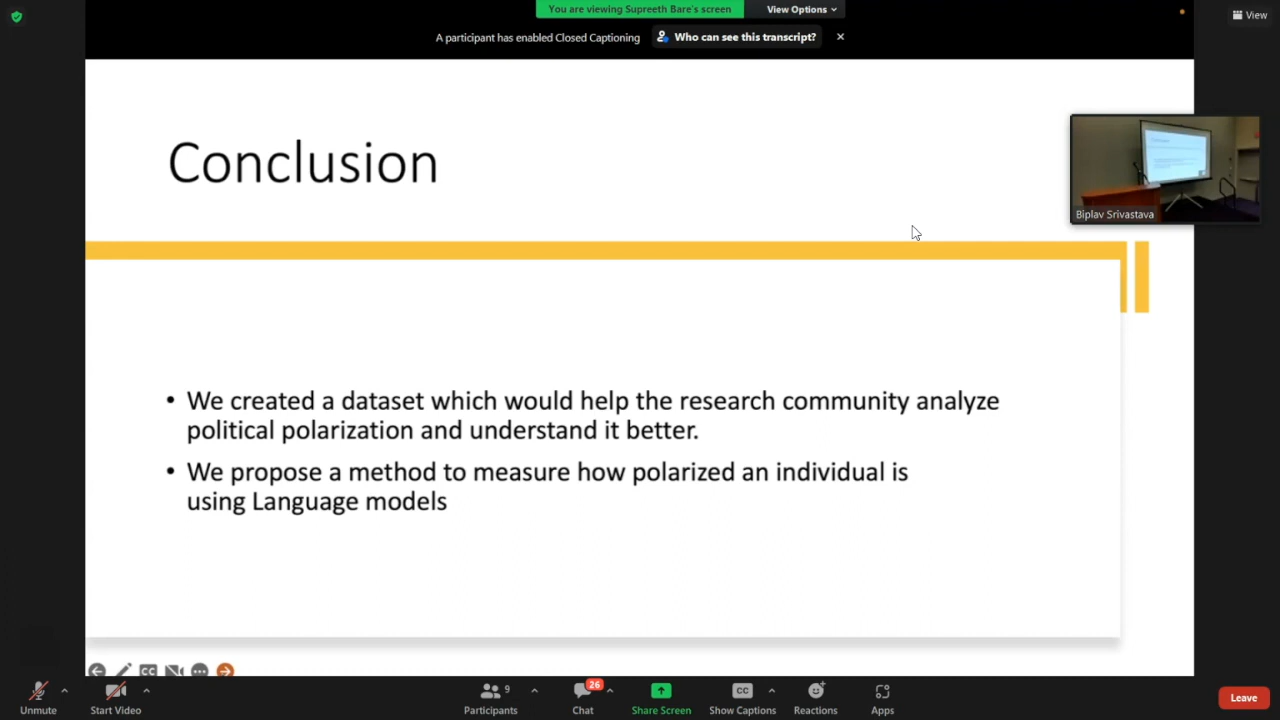 You are viewing Supreeth Bare's screen
View Options
View
A participant has enabled Closed Captioning
Who can see this transcript?
Conclusion
Biplav Srivastava
• We created a dataset which would help the research community analyze
political polarization and understand it better.
• We propose a method to measure how polarized an individual is
using Language models
CC
Unmute
Start Video
9
Participants
26
Chat
Share Screen
CC
Show Captions
Reactions
Apps
Leave